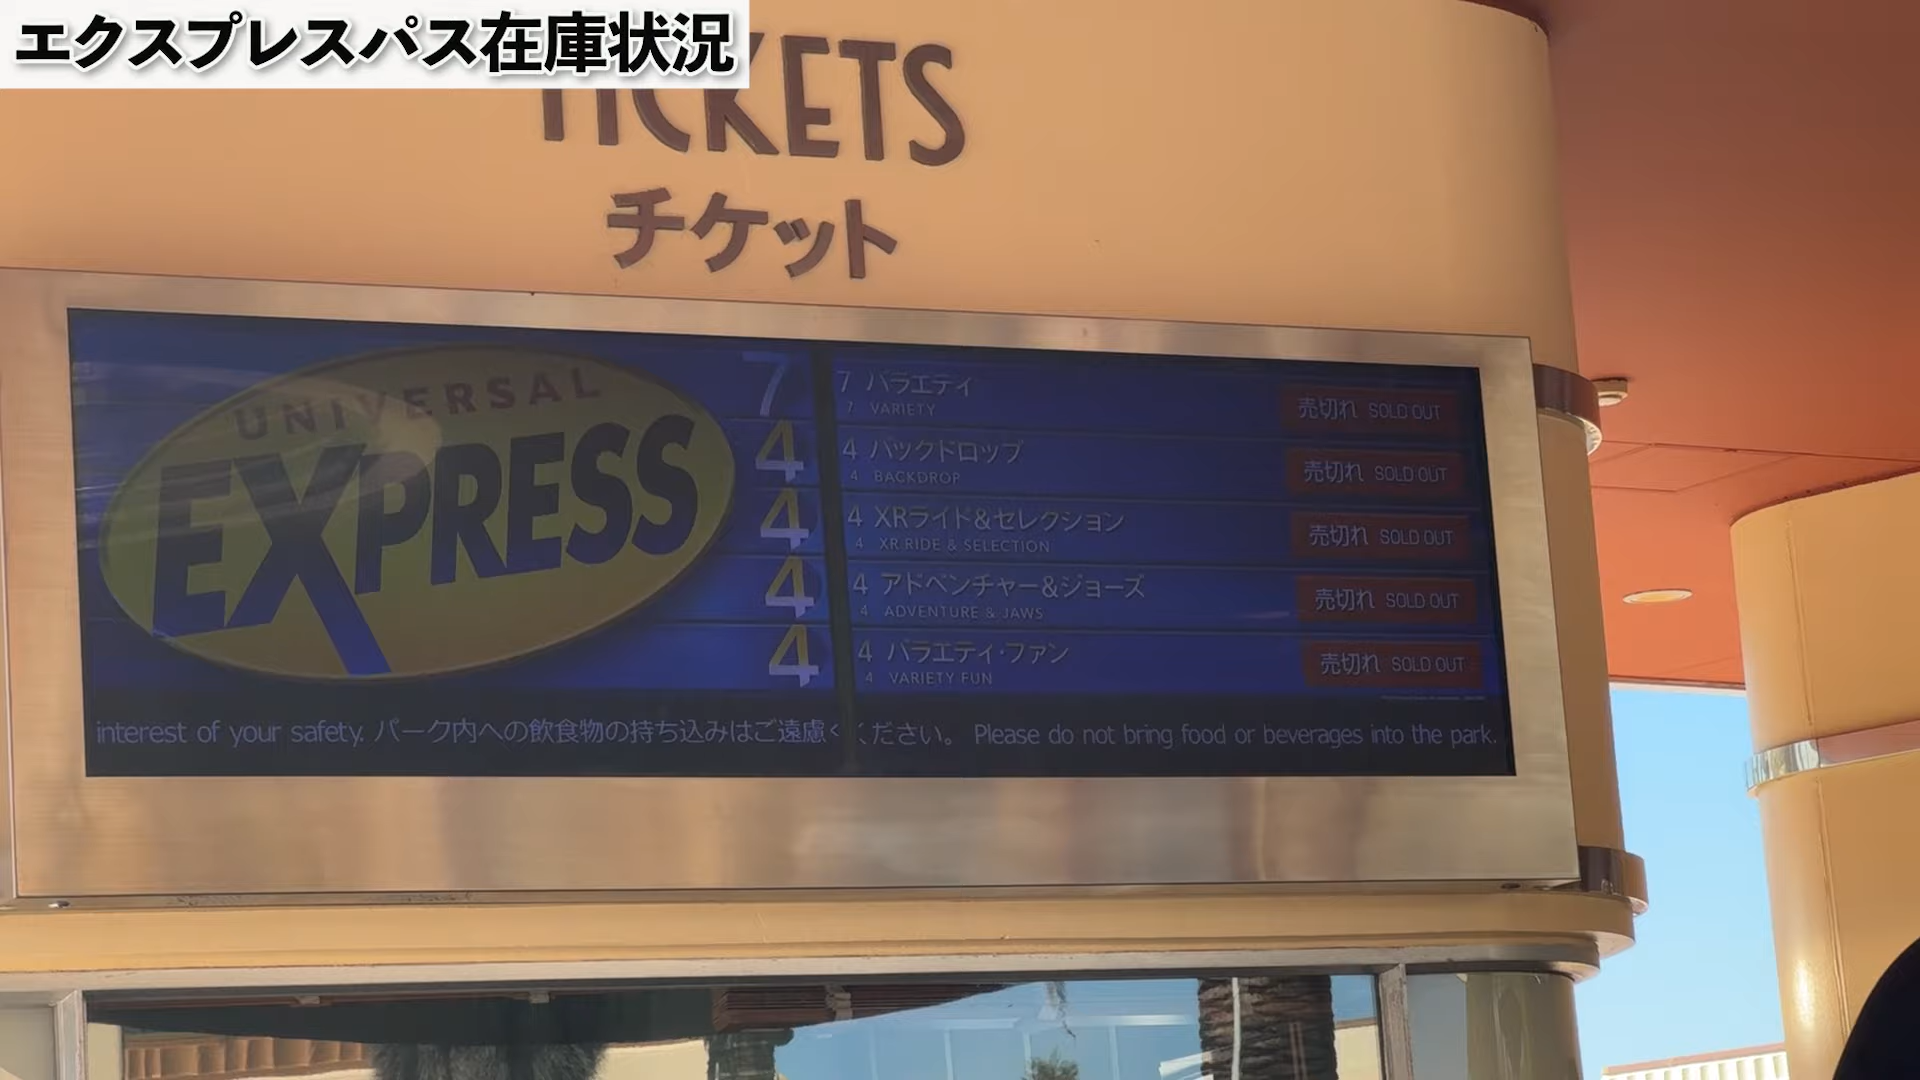 エクスプレスパス在庫状況
TICKETS
チケット
UNIVERSAL
EXPRESS
7
7 バラエティ
7 VARIETY
売切れ SOLD OUT
4
4 バックドロップ
4 BACKDROP
売切れ SOLD OUT
4
4 XRライド&セレクション
4 XR RIDE & SELECTION
売切れ SOLD OUT
4
4 アドベンチャー&ジョーズ
4 ADVENTURE & JAWS
売切れ SOLD OUT
4
4 バラエティ・ファン
4 VARIETY FUN
売切れ SOLD OUT
interest of your safety. パーク内への飲食物の持ち込みはご遠慮ください。 Please do not bring food or beverages into the park.